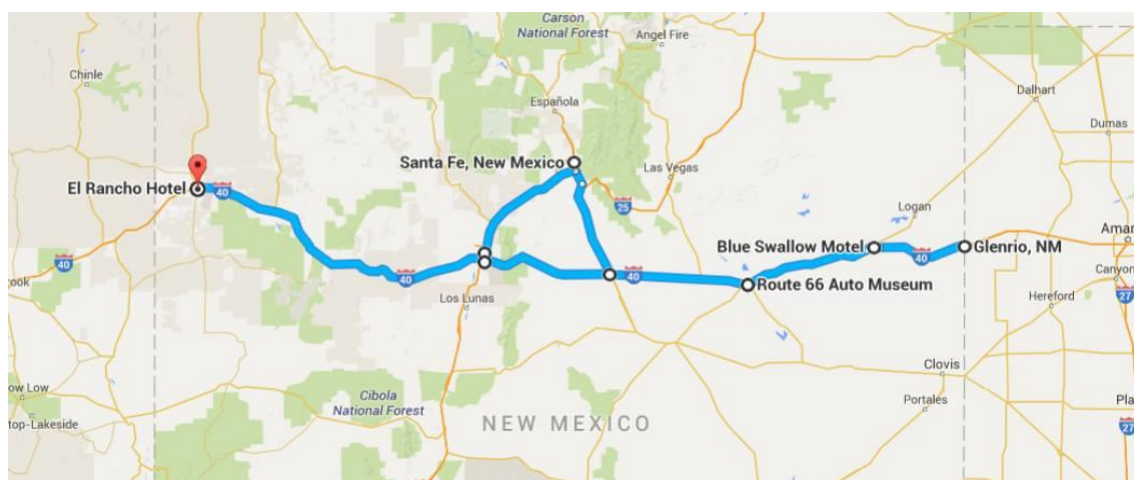 Carson
National Forest
Angel Fire
Chinle
Dalhart
Española
Dumas
Santa Fe, New Mexico
Las Vegas
El Rancho Hotel
40
25
Logan
Blue Swallow Motel
Glenrio, NM
Amar
40
40
40
40
Route 66 Auto Museum
Canyon
Los Lunas
Hereford
27
ook
Clovis
ow Low
Cibola
National Forest
Portales
Pla
top-Lakeside
NEW MEXICO
27